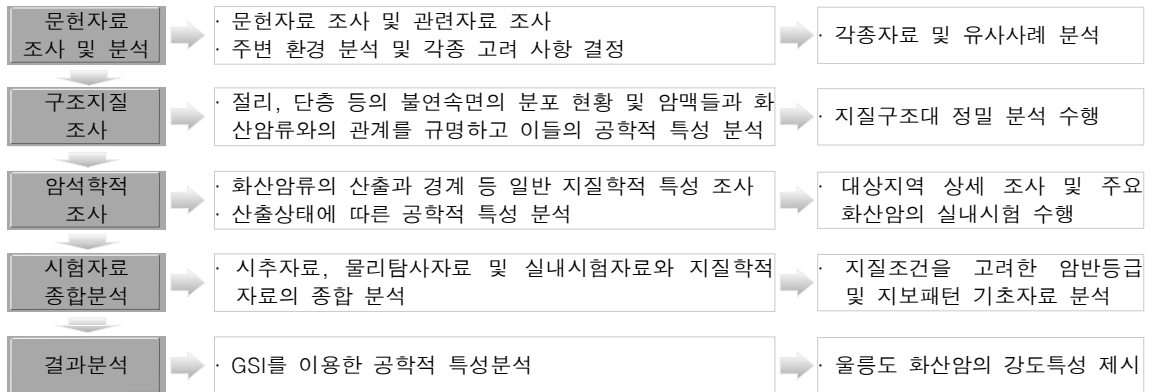 문헌자료
조사 및 분석
· 문헌자료 조사 및 관련자료 조사
· 주변 환경 분석 및 각종 고려 사항 결정
· 각종자료 및 유사사례 분석
구조지질
조사
· 절리, 단층 등의 불연속면의 분포 현황 및 암맥들과 화
산암류와의 관계를 규명하고 이들의 공학적 특성 분석
· 지질구조대 정밀 분석 수행
암석학적
조사
· 화산암류의 산출과 경계 등 일반 지질학적 특성 조사
· 산출상태에 따른 공학적 특성 분석
· 대상지역 상세 조사 및 주요
화산암의 실내시험 수행
시험자료
종합분석
· 시추자료, 물리탐사자료 및 실내시험자료와 지질학적
자료의 종합 분석
· 지질조건을 고려한 암반등급
및 지보패턴 기초자료 분석
결과분석
· GSI를 이용한 공학적 특성분석
· 울릉도 화산암의 강도특성 제시